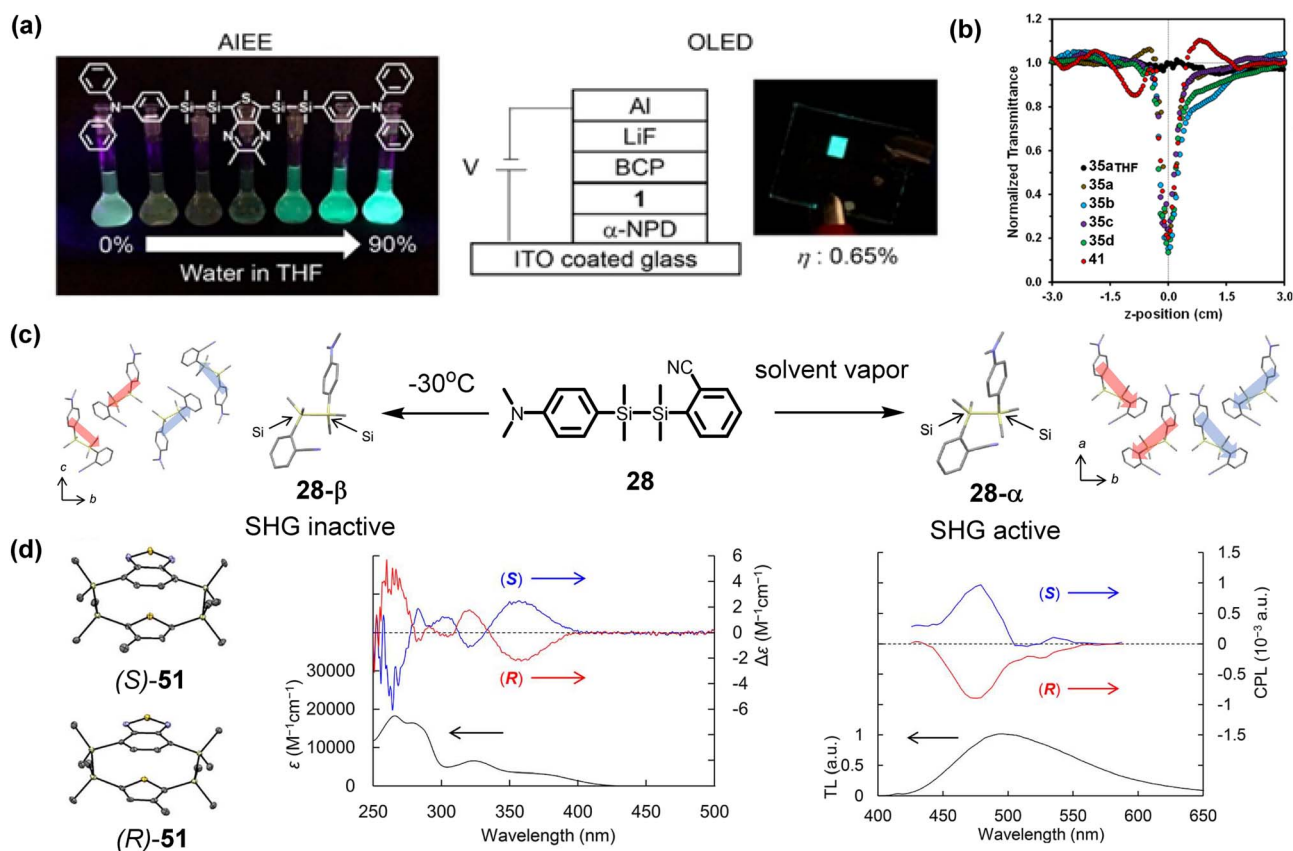 (a)
AIEE
N
Si
Si
S
Si
Si
N
N
N
0%
90%
Water in THF
OLED
V
Al
LiF
BCP
1
α-NPD
ITO coated glass
η : 0.65%
(b)
Normalized Transmittance
1.2
1.0
0.8
0.6
0.4
0.2
0.0
35aTHF
35a
35b
35c
35d
41
-3.0
-1.5
0.0
1.5
3.0
z-position (cm)
(c)
c
b
Si
Si
28-β
-30°C
N
Si
Si
NC
28
solvent vapor
Si
Si
28-α
a
b
SHG inactive
SHG active
(d)
(S)-51
(R)-51
6
4
2
0
-2
-4
-6
Δε (M⁻¹cm⁻¹)
(S)
(R)
30000
20000
10000
0
ε (M⁻¹cm⁻¹)
250
300
350
400
450
500
Wavelength (nm)
1.5
1
0.5
0
-0.5
-1
-1.5
CPL (10⁻³ a.u.)
(S)
(R)
1
0.5
0
TL (a.u.)
400
450
500
550
600
650
Wavelength (nm)